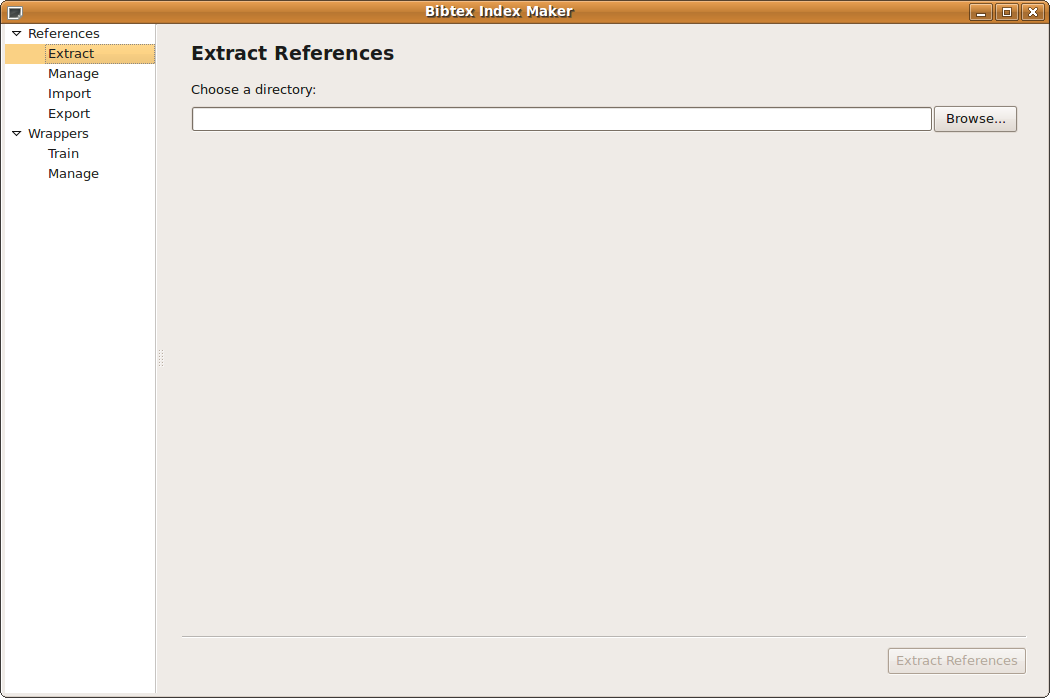 Bibtex Index Maker
References
Extract
Manage
Import
Export
Wrappers
Train
Manage
Extract References
Choose a directory:
Browse...
Extract References